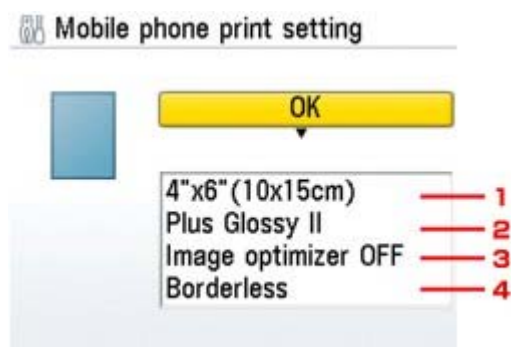 Mobile phone print setting
OK
4"x6"(10x15cm) 1
Plus Glossy II 2
Image optimizer OFF 3
Borderless 4